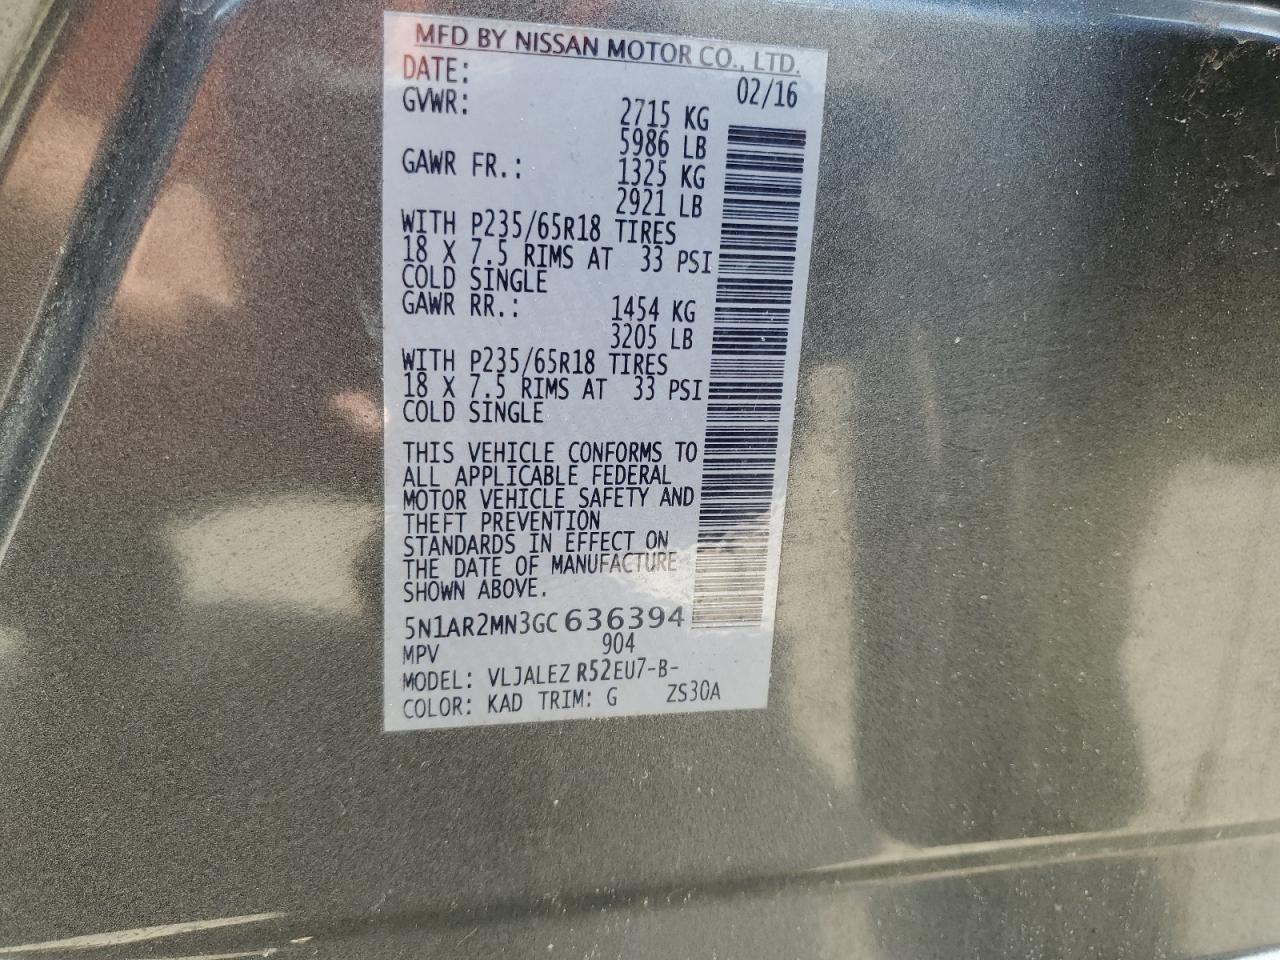 MFD BY NISSAN MOTOR CO., LTD.
DATE: 02/16
GVWR: 2715 KG
5986 LB
GAWR FR.: 1325 KG
2921 LB
WITH P235/65R18 TIRES
18 X 7.5 RIMS AT 33 PSI
COLD SINGLE
GAWR RR.: 1454 KG
3205 LB
WITH P235/65R18 TIRES
18 X 7.5 RIMS AT 33 PSI
COLD SINGLE
THIS VEHICLE CONFORMS TO
ALL APPLICABLE FEDERAL
MOTOR VEHICLE SAFETY AND
THEFT PREVENTION
STANDARDS IN EFFECT ON
THE DATE OF MANUFACTURE
SHOWN ABOVE.
5N1AR2MN3GC636394
MPV 904
MODEL: VLJALEZ R52EU7-B-
COLOR: KAD TRIM: G ZS30A